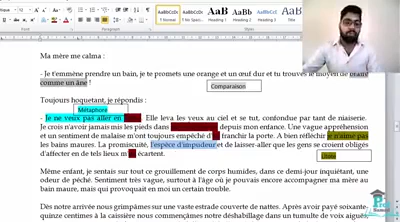 AaBbCcDc AaBbCcDc AaBbC AaBbCc AaB
¶ Normal ¶ No Spac... Heading 1 Heading 2 Title
Ma mère me calma :
- Je t'emmène prendre un bain, je te promets une orange et un œuf dur et tu trouves le moyen de braire
comme un âne !
Comparaison
Toujours hoquetant, je répondis :
Métaphore
- Je ne veux pas aller en
Elle leva les yeux au ciel et se tut, confondue par tant de niaiserie.
Je crois n'avoir jamais mis les pieds dans depuis mon enfance. Une vague appréhension
et un sentiment de malaise m'ont toujours empêché d'y franchir la porte. A bien réfléchir je n'aime pas
les bains maures. La promiscuité, l'espèce d'impudeur et de laisser-aller que les gens se croient obligés
d'affecter en de tels lieux m'en écartent.
Litote
Même enfant, je sentais sur tout ce grouillement de corps humides, dans ce demi-jour inquiétant, une
odeur de péché. Sentiment très vague, surtout à l'âge où je pouvais encore accompagner ma mère au
bain maure, mais qui provoquait en moi un certain trouble.
Dès notre arrivée nous grimpâmes sur une vaste estrade couverte de nattes. Après avoir payé soixante-
quinze centimes à la caissière nous commençâmes notre déshabillage dans un tumulte de voix aiguës,